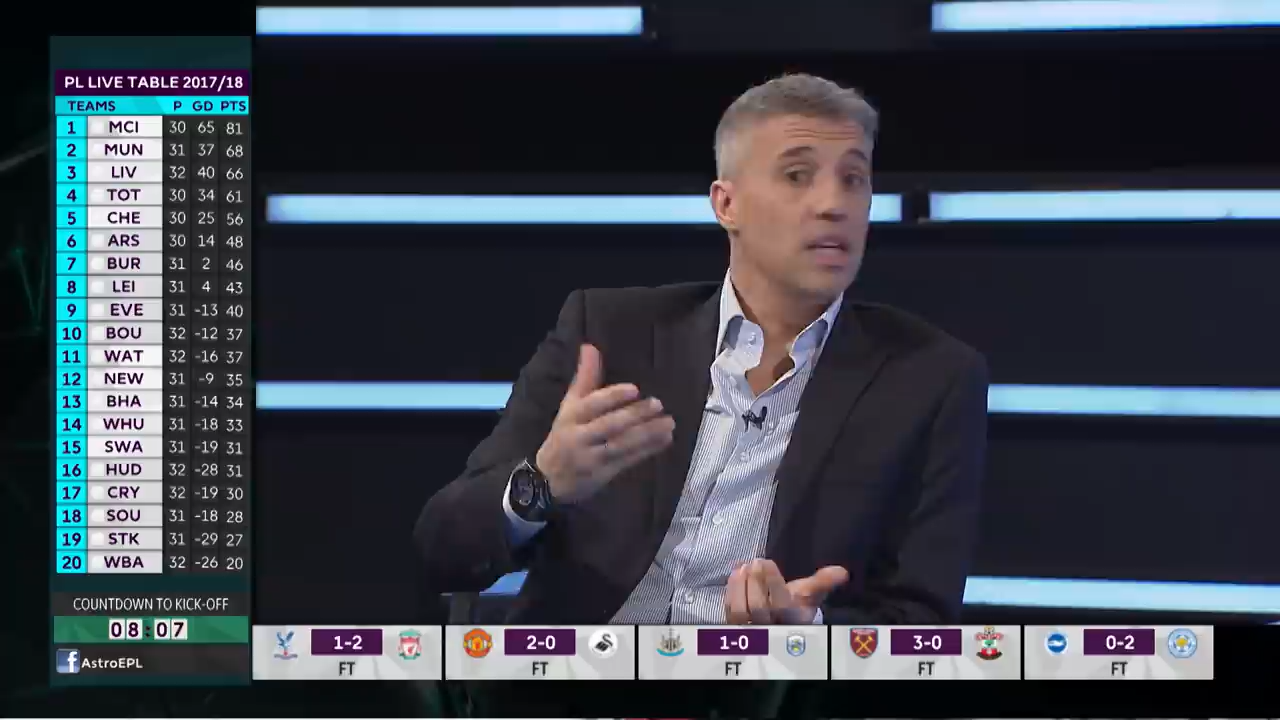 PL LIVE TABLE 2017/18
TEAMS P GD PTS
1 MCI 30 65 81
2 MUN 31 37 68
3 LIV 32 40 66
4 TOT 30 34 61
5 CHE 30 25 56
6 ARS 30 14 48
7 BUR 31 2 46
8 LEI 31 4 43
9 EVE 31 -13 40
10 BOU 32 -12 37
11 WAT 32 -16 37
12 NEW 31 -9 35
13 BHA 31 -14 34
14 WHU 31 -18 33
15 SWA 31 -19 31
16 HUD 32 -28 31
17 CRY 32 -19 30
18 SOU 31 -18 28
19 STK 31 -29 27
20 WBA 32 -26 20
COUNTDOWN TO KICK-OFF
08:07
f AstroEPL
1-2 2-0 1-0 3-0 0-2
FT FT FT FT FT